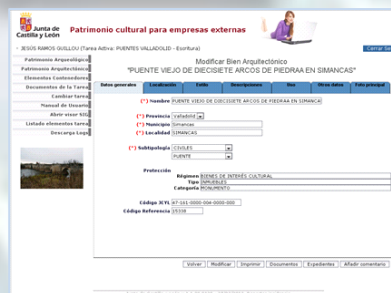 Junta de
Castilla y León
Patrimonio cultural para empresas externas
- JESÚS RAMOS GUILLOU (Tarea Activa: PUENTES VALLADOLID - Escritura)
Cerrar Se
Patrimonio Arqueológico
Patrimonio Arquitectónico
Elementos Contenedores
Documentos de la Tarea
Cambiar tarea
Manual de Usuario
Abrir visor SIG
Listado elementos tarea
Descarga Logs
Modificar Bien Arquitectónico
"PUENTE VIEJO DE DIECISIETE ARCOS DE PIEDRAA EN SIMANCAS"
Datos generales Localización Estilo Descripciones Uso Otros datos Foto principal
(*) Nombre PUENTE VIEJO DE DIECISIETE ARCOS DE PIEDRAA EN SIMANCAS
(*) Provincia Valladolid
(*) Municipio Simancas
(*) Localidad SIMANCAS
(*) Subtipología CIVILES
PUENTE
Protección
Régimen BIENES DE INTERÉS CULTURAL
Tipo INMUEBLES
Categoría MONUMENTO
Código JCYL 47-161-0000-00
Código Referencia
Volver Modificar Imprimir Documentos Expedientes Añadir comentario